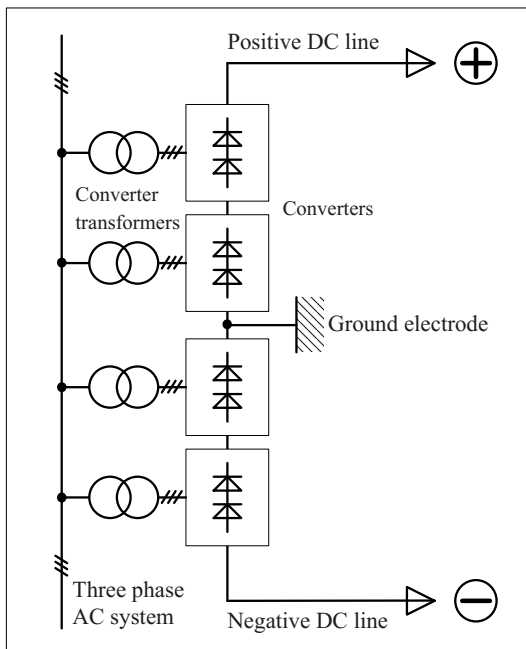 Positive DC line
Converter
transformers
Converters
Ground electrode
Three phase
AC system
Negative DC line